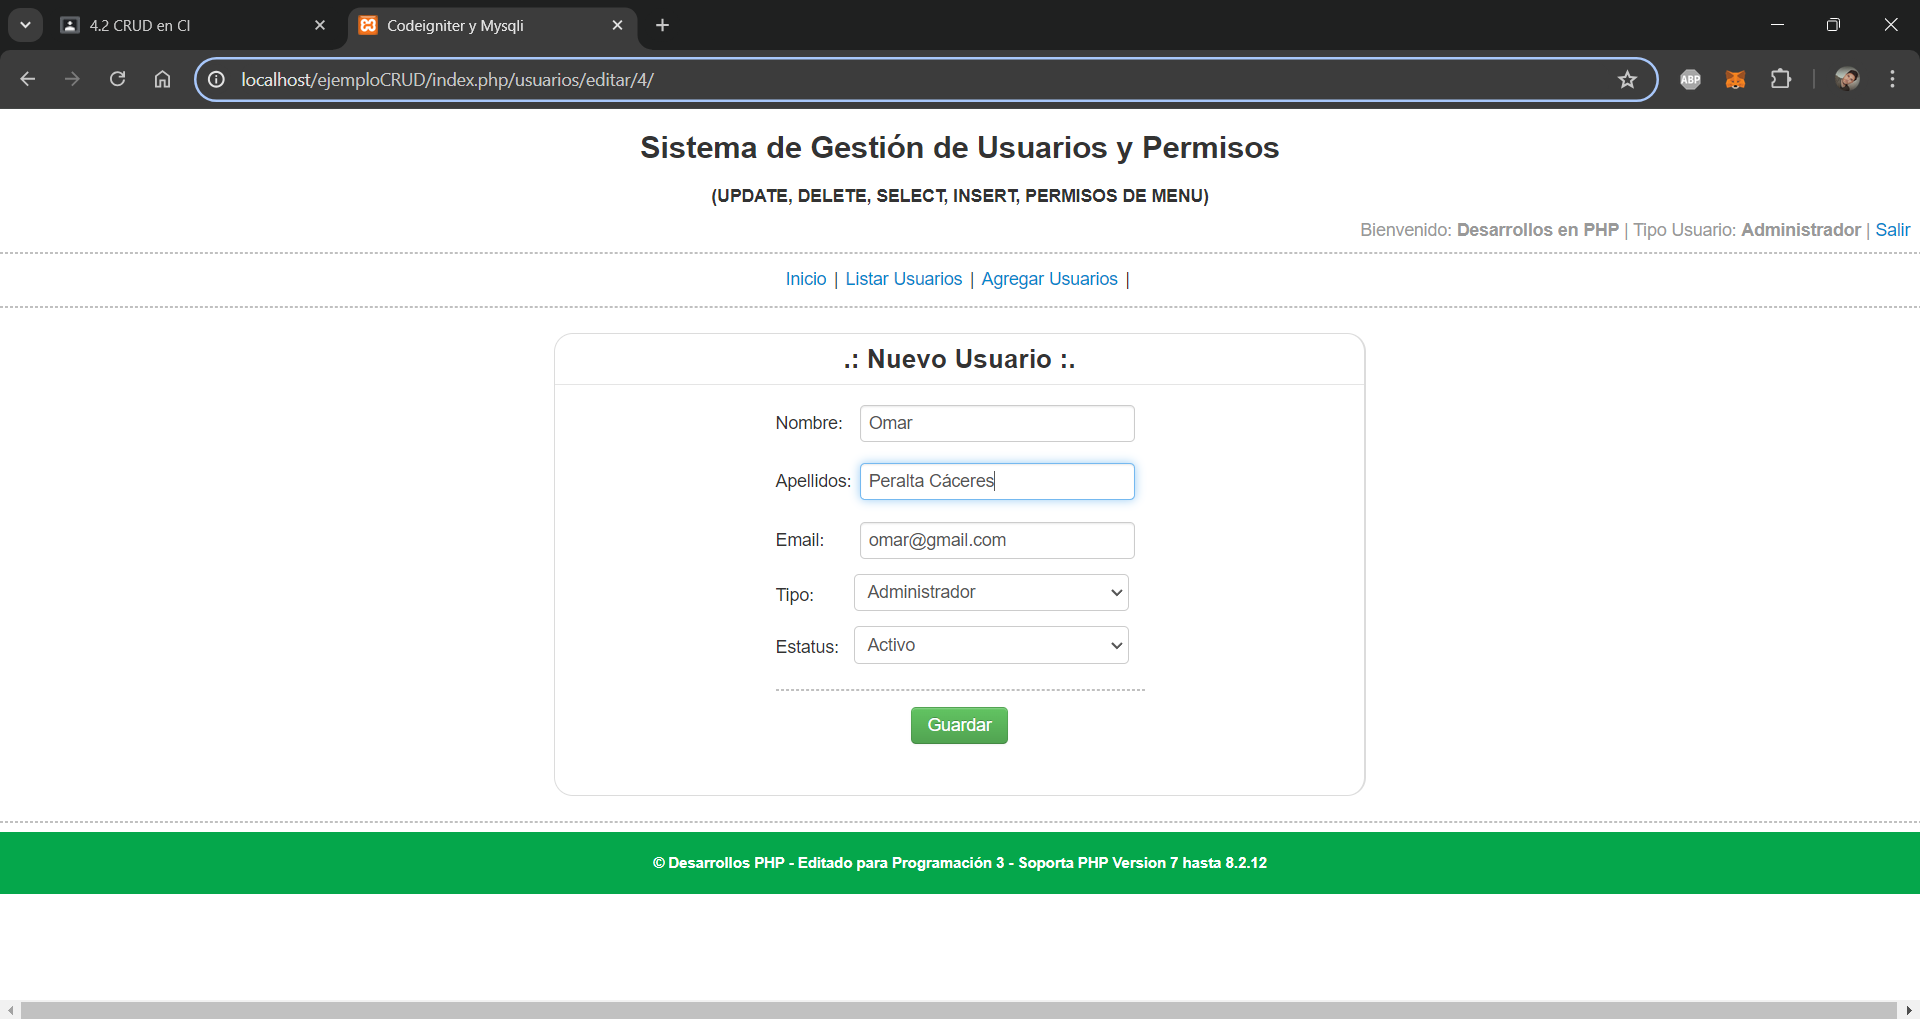 4.2 CRUD en CI
Codeigniter y Mysqli
localhost/ejemploCRUD/index.php/usuarios/editar/4/
ABP
Sistema de Gestión de Usuarios y Permisos
(UPDATE, DELETE, SELECT, INSERT, PERMISOS DE MENU)
Bienvenido: Desarrollos en PHP | Tipo Usuario: Administrador | Salir
Inicio | Listar Usuarios | Agregar Usuarios |
.: Nuevo Usuario :.
Nombre: Omar
Apellidos: Peralta Cáceres
Email: omar@gmail.com
Tipo: Administrador
Estatus: Activo
Guardar
© Desarrollos PHP - Editado para Programación 3 - Soporta PHP Version 7 hasta 8.2.12